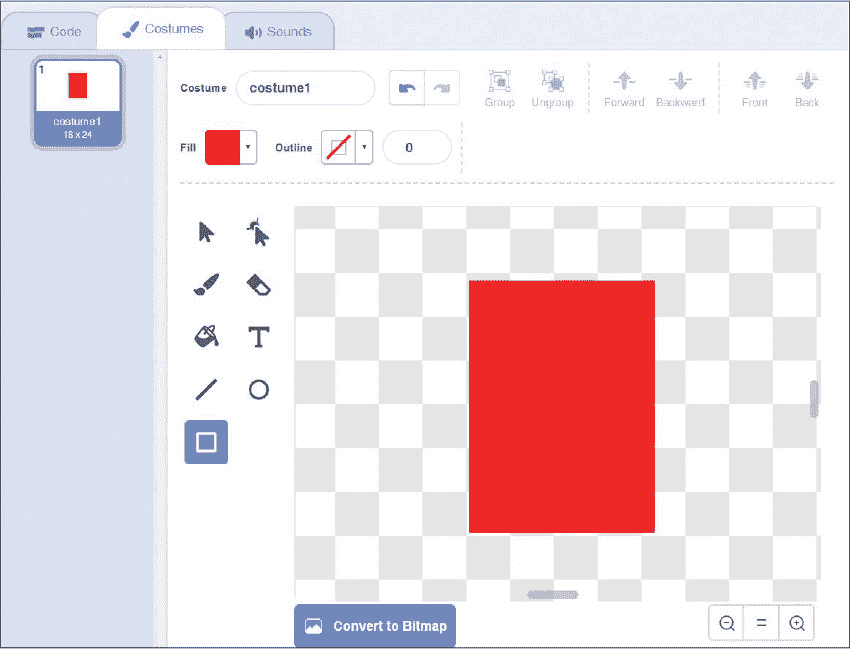 Code
Costumes
Sounds
1
costume1
18 x 24
Costume
costume1
Group
Ungroup
Forward
Backward
Front
Back
Fill
Outline
0
T
Convert to Bitmap